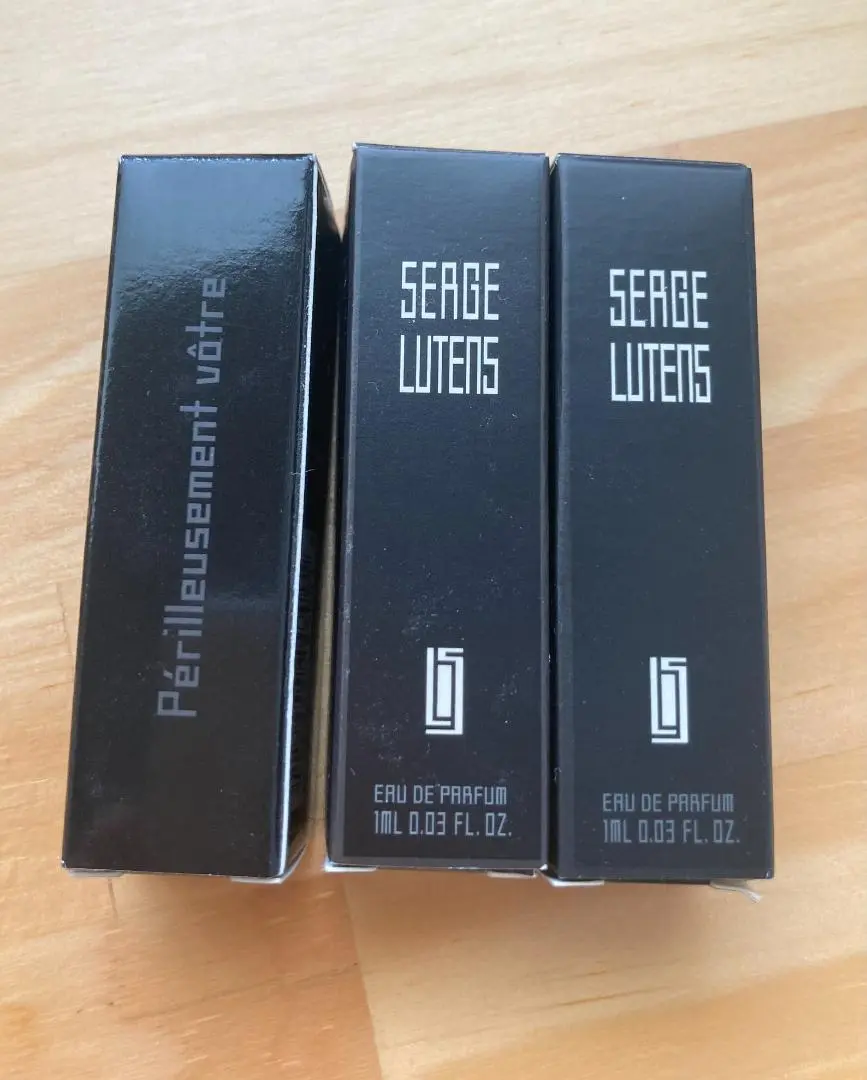 Périlleusement vôtre
SERGE
LUTENS
EAU DE PARFUM
1ML 0.03 FL. OZ.
SERGE
LUTENS
EAU DE PARFUM
1ML 0.03 FL. OZ.